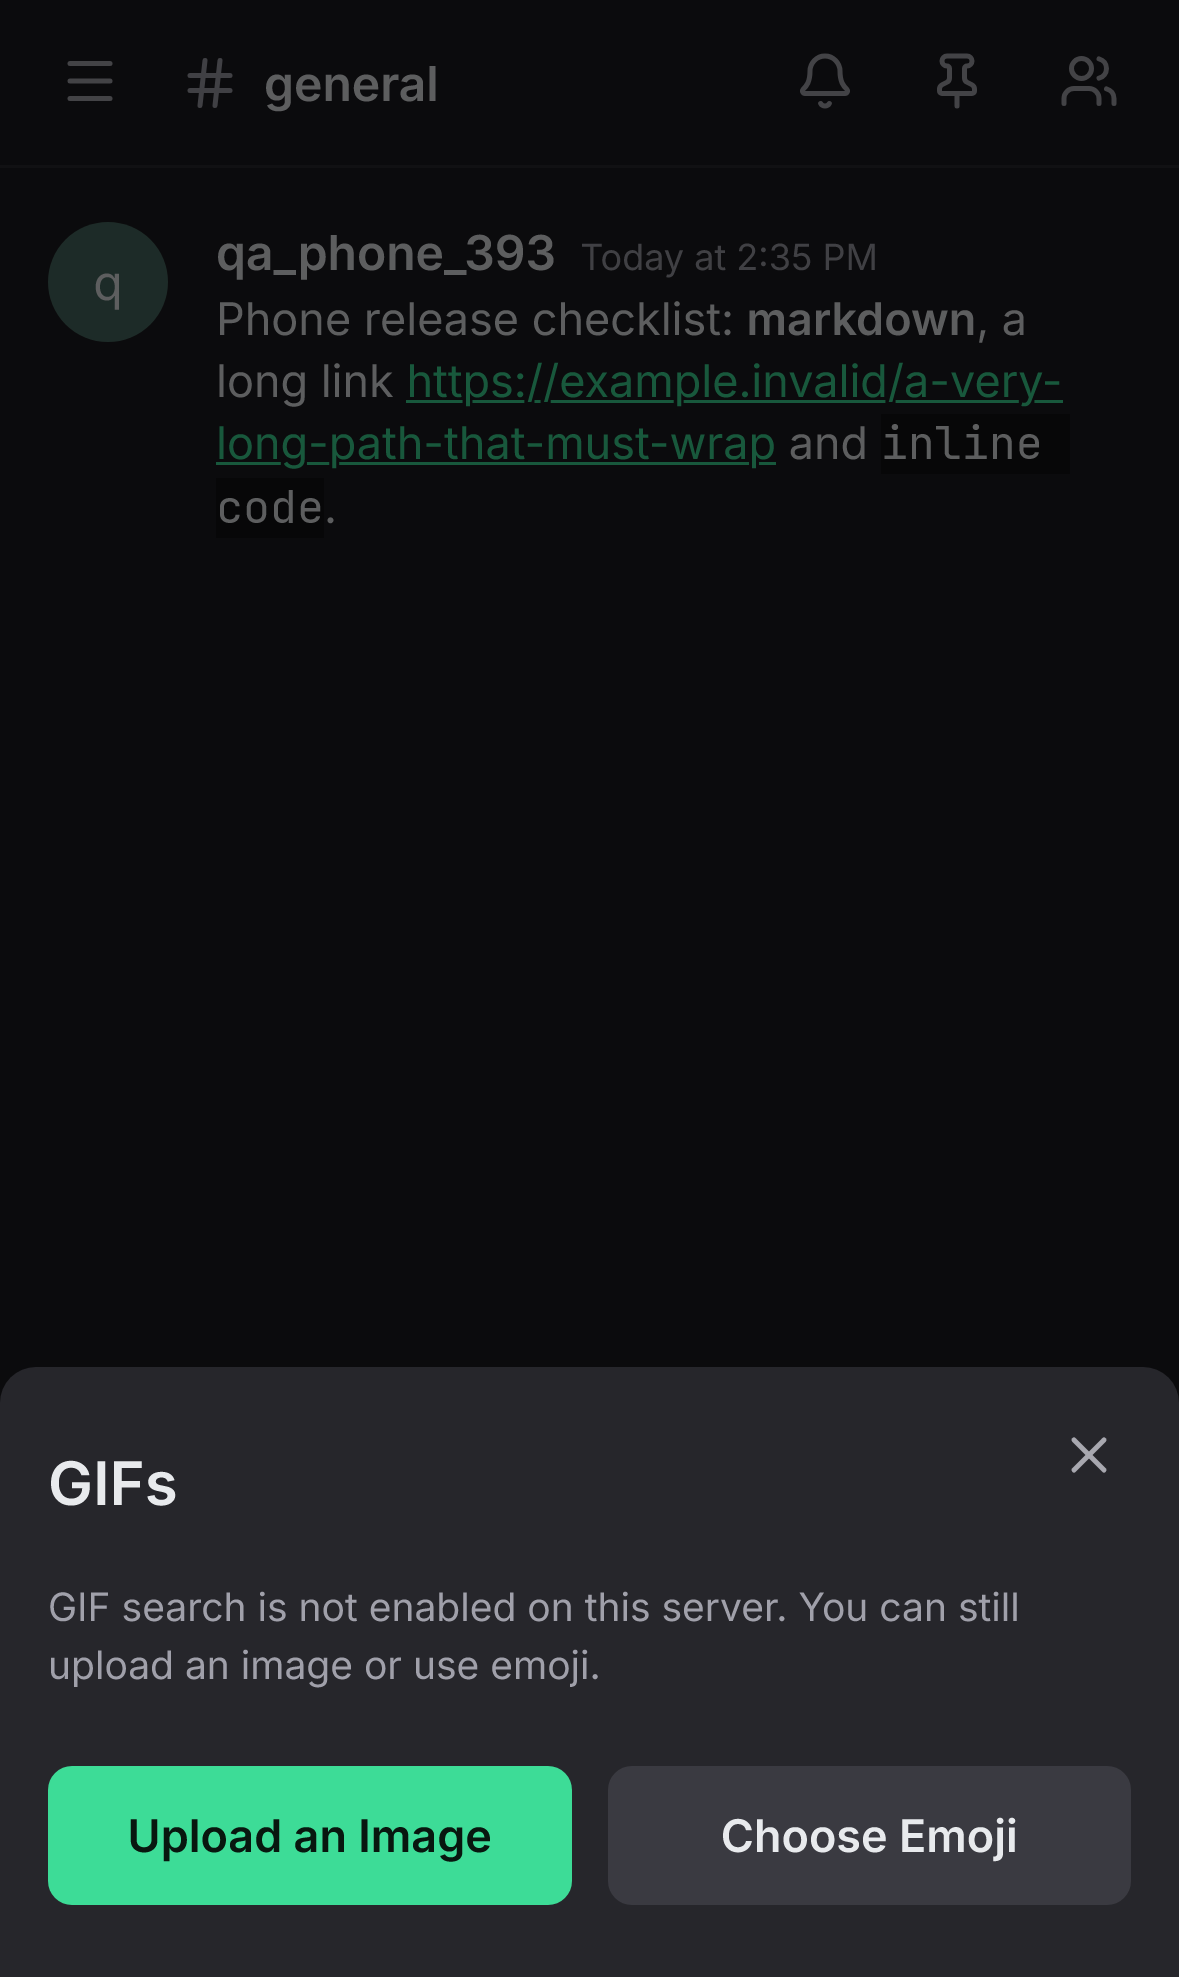 # general
q
qa_phone_393 Today at 2:35 PM
Phone release checklist: markdown, a
long link https://example.invalid/a-very-
long-path-that-must-wrap and inline
code.
GIFs
GIF search is not enabled on this server. You can still
upload an image or use emoji.
Upload an Image
Choose Emoji